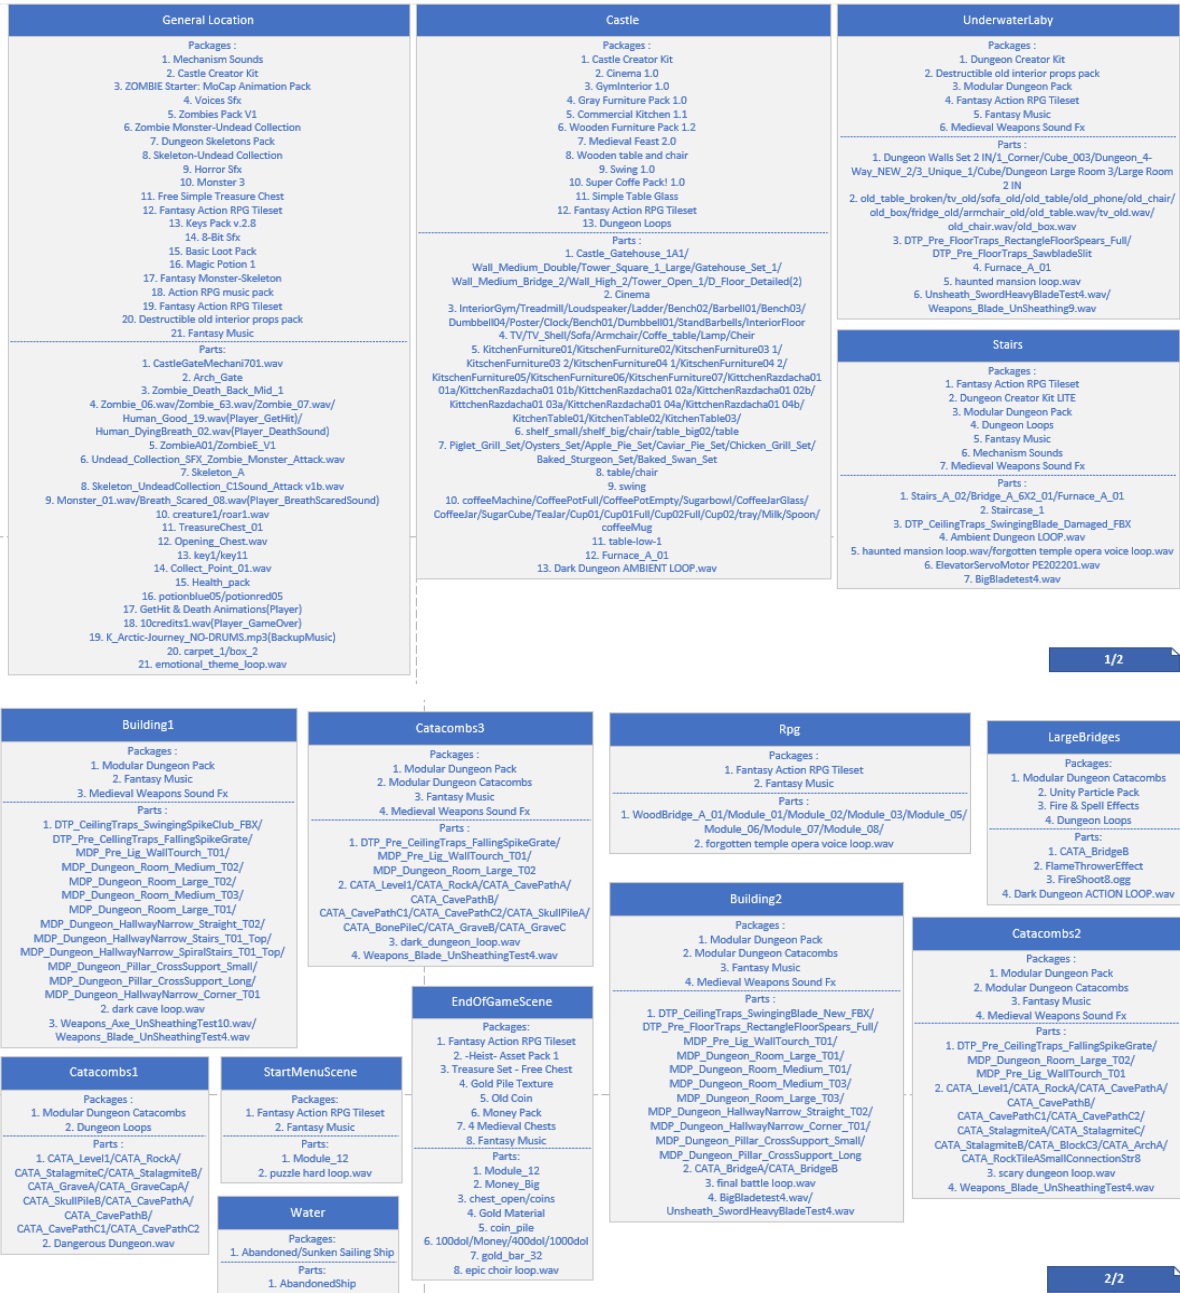 General Location
Packages :
1. Mechanism Sounds
2. Castle Creator Kit
3. ZOMBIE Starter: MoCap Animation Pack
4. Voices Sfx
5. Zombies Pack V1
6. Zombie Monster-Undead Collection
7. Dungeon Skeletons Pack
8. Skeleton-Undead Collection
9. Horror Sfx
10. Monster 3
11. Free Simple Treasure Chest
12. Fantasy Action RPG Tileset
13. Keys Pack v.2.8
14. 8-Bit Sfx
15. Basic Loot Pack
16. Magic Potion 1
17. Fantasy Monster-Skeleton
18. Action RPG music pack
19. Fantasy Action RPG Tileset
20. Destructible old interior props pack
21. Fantasy Music
Parts:
1. CastleGateMechani701.wav
2. Arch_Gate
3. Zombie_Death_Back_Mid_1
4. Zombie_06.wav/Zombie_63.wav/Zombie_07.wav/
Human_Good_19.wav(Player_GetHit)/
Human_DyingBreath_02.wav(Player_DeathSound)
5. ZombieA01/ZombieE_V1
6. Undead_Collection_SFX_Zombie_Monster_Attack.wav
7. Skeleton_A
8. Skeleton_UndeadCollection_C1Sound_Attack v1b.wav
9. Monster_01.wav/Breath_Scared_08.wav(Player_BreathScaredSound)
10. creature1/roar1.wav
11. TreasureChest_01
12. Opening_Chest.wav
13. key1/key11
14. Collect_Point_01.wav
15. Health_pack
16. potionblue05/potionred05
17. GetHit & Death Animations(Player)
18. 10credits1.wav(Player_GameOver)
19. K_Arctic-Journey_NO-DRUMS.mp3(BackupMusic)
20. carpet_1/box_2
21. emotional_theme_loop.wav
Castle
Packages :
1. Castle Creator Kit
2. Cinema 1.0
3. GymInterior 1.0
4. Gray Furniture Pack 1.0
5. Commercial Kitchen 1.1
6. Wooden Furniture Pack 1.2
7. Medieval Feast 2.0
8. Wooden table and chair
9. Swing 1.0
10. Super Coffe Pack! 1.0
11. Simple Table Glass
12. Fantasy Action RPG Tileset
13. Dungeon Loops
Parts :
1. Castle_Gatehouse_1A1/
Wall_Medium_Double/Tower_Square_1_Large/Gatehouse_Set_1/
Wall_Medium_Bridge_2/Wall_High_2/Tower_Open_1/D_Floor_Detailed(2)
2. Cinema
3. InteriorGym/Treadmill/Loudspeaker/Ladder/Bench02/Barbell01/Bench03/
Dumbbell04/Poster/Clock/Bench01/Dumbbell01/StandBarbells/InteriorFloor
4. TV/TV_Shell/Sofa/Armchair/Coffe_table/Lamp/Cheir
5. KitchenFurniture01/KitschenFurniture02/KitschenFurniture03 1/
KitschenFurniture03 2/KitschenFurniture04 1/KitschenFurniture04 2/
KitschenFurniture05/KitschenFurniture06/KitschenFurniture07/KittchenRazdacha01
01a/KittchenRazdacha01 01b/KittchenRazdacha01 02a/KittchenRazdacha01 02b/
KittchenRazdacha01 03a/KittchenRazdacha01 04a/KittchenRazdacha01 04b/
KitchenTable01/KitchenTable02/KitchenTable03/
6. shelf_small/shelf_big/chair/table_big02/table
7. Piglet_Grill_Set/Oysters_Set/Apple_Pie_Set/Caviar_Pie_Set/Chicken_Grill_Set/
Baked_Sturgeon_Set/Baked_Swan_Set
8. table/chair
9. swing
10. coffeeMachine/CoffeePotFull/CoffeePotEmpty/Sugarbowl/CoffeeJarGlass/
CoffeeJar/SugarCube/TeaJar/Cup01/Cup01Full/Cup02Full/Cup02/tray/Milk/Spoon/
coffeeMug
11. table-low-1
12. Furnace_A_01
13. Dark Dungeon AMBIENT LOOP.wav
UnderwaterLaby
Packages :
1. Dungeon Creator Kit
2. Destructible old interior props pack
3. Modular Dungeon Pack
4. Fantasy Action RPG Tileset
5. Fantasy Music
6. Medieval Weapons Sound Fx
Parts :
1. Dungeon Walls Set 2 IN/1_Corner/Cube_003/Dungeon_4-
Way_NEW_2/3_Unique_1/Cube/Dungeon Large Room 3/Large Room
2 IN
2. old_table_broken/tv_old/sofa_old/old_table/old_phone/old_chair/
old_box/fridge_old/armchair_old/old_table.wav/tv_old.wav/
old_chair.wav/old_box.wav
3. DTP_Pre_FloorTraps_RectangleFloorSpears_Full/
DTP_Pre_FloorTraps_SawbladeSlit
4. Furnace_A_01
5. haunted mansion loop.wav
6. Unsheath_SwordHeavyBladeTest4.wav/
Weapons_Blade_UnSheathing9.wav
Stairs
Packages :
1. Fantasy Action RPG Tileset
2. Dungeon Creator Kit LITE
3. Modular Dungeon Pack
4. Dungeon Loops
5. Fantasy Music
6. Mechanism Sounds
7. Medieval Weapons Sound Fx
Parts :
1. Stairs_A_02/Bridge_A_6X2_01/Furnace_A_01
2. Staircase_1
3. DTP_CeilingTraps_SwingingBlade_Damaged_FBX
4. Ambient Dungeon LOOP.wav
5. haunted mansion loop.wav/forgotten temple opera voice loop.wav
6. ElevatorServoMotor PE202201.wav
7. BigBladetest4.wav
1/2
Building1
Packages :
1. Modular Dungeon Pack
2. Fantasy Music
3. Medieval Weapons Sound Fx
Parts :
1. DTP_CeilingTraps_SwingingSpikeClub_FBX/
DTP_Pre_CellingTraps_FallingSpikeGrate/
MDP_Pre_Lig_WallTourch_T01/
MDP_Dungeon_Room_Medium_T02/
MDP_Dungeon_Room_Large_T02/
MDP_Dungeon_Room_Medium_T03/
MDP_Dungeon_Room_Large_T01/
MDP_Dungeon_HallwayNarrow_Straight_T02/
MDP_Dungeon_HallwayNarrow_Stairs_T01_Top/
MDP_Dungeon_HallwayNarrow_SpiralStairs_T01_Top/
MDP_Dungeon_Pillar_CrossSupport_Small/
MDP_Dungeon_Pillar_CrossSupport_Long/
MDP_Dungeon_HallwayNarrow_Corner_T01
2. dark cave loop.wav
3. Weapons_Axe_UnSheathingTest10.wav/
Weapons_Blade_UnSheathingTest4.wav
Catacombs3
Packages :
1. Modular Dungeon Pack
2. Modular Dungeon Catacombs
3. Fantasy Music
4. Medieval Weapons Sound Fx
Parts :
1. DTP_Pre_CeilingTraps_FallingSpikeGrate/
MDP_Pre_Lig_WallTourch_T01/
MDP_Dungeon_Room_Large_T02
2. CATA_Level1/CATA_RockA/CATA_CavePathA/
CATA_CavePathB/
CATA_CavePathC1/CATA_CavePathC2/CATA_SkullPileA/
CATA_BonePileC/CATA_GraveB/CATA_GraveC
3. dark_dungeon_loop.wav
4. Weapons_Blade_UnSheathingTest4.wav
Rpg
Packages :
1. Fantasy Action RPG Tileset
2. Fantasy Music
Parts :
1. WoodBridge_A_01/Module_01/Module_02/Module_03/Module_05/
Module_06/Module_07/Module_08/
2. forgotten temple opera voice loop.wav
LargeBridges
Packages:
1. Modular Dungeon Catacombs
2. Unity Particle Pack
3. Fire & Spell Effects
4. Dungeon Loops
Parts:
1. CATA_BridgeB
2. FlameThrowerEffect
3. FireShoot8.ogg
4. Dark Dungeon ACTION LOOP.wav
Building2
Packages :
1. Modular Dungeon Pack
2. Modular Dungeon Catacombs
3. Fantasy Music
4. Medieval Weapons Sound Fx
Parts :
1. DTP_CeilingTraps_SwingingBlade_New_FBX/
DTP_Pre_FloorTraps_RectangleFloorSpears_Full/
MDP_Pre_Lig_WallTourch_T01/
MDP_Dungeon_Room_Large_T01/
MDP_Dungeon_Room_Medium_T01/
MDP_Dungeon_Room_Medium_T03/
MDP_Dungeon_Room_Large_T03/
MDP_Dungeon_HallwayNarrow_Straight_T02/
MDP_Dungeon_HallwayNarrow_Corner_T01/
MDP_Dungeon_Pillar_CrossSupport_Small/
MDP_Dungeon_Pillar_CrossSupport_Long
2. CATA_BridgeA/CATA_BridgeB
3. final battle loop.wav
4. BigBladetest4.wav/
Unsheath_SwordHeavyBladeTest4.wav
Catacombs2
Packages :
1. Modular Dungeon Pack
2. Modular Dungeon Catacombs
3. Fantasy Music
4. Medieval Weapons Sound Fx
Parts :
1. DTP_Pre_CeilingTraps_FallingSpikeGrate/
MDP_Dungeon_Room_Large_T02/
MDP_Pre_Lig_WallTourch_T01
2. CATA_Level1/CATA_RockA/CATA_CavePathA/
CATA_CavePathB/
CATA_CavePathC1/CATA_CavePathC2/
CATA_StalagmiteA/CATA_StalagmiteC/
CATA_StalagmiteB/CATA_BlockC3/CATA_ArchA/
CATA_RockTileASmallConnectionStr8
3. scary dungeon loop.wav
4. Weapons_Blade_UnSheathingTest4.wav
EndOfGameScene
Packages:
1. Fantasy Action RPG Tileset
2. -Heist- Asset Pack 1
3. Treasure Set - Free Chest
4. Gold Pile Texture
5. Old Coin
6. Money Pack
7. 4 Medieval Chests
8. Fantasy Music
Parts:
1. Module_12
2. Money_Big
3. chest_open/coins
4. Gold Material
5. coin_pile
6. 100dol/Money/400dol/1000dol
7. gold_bar_32
8. epic choir loop.wav
Catacombs1
Packages :
1. Modular Dungeon Catacombs
2. Dungeon Loops
Parts :
1. CATA_Level1/CATA_RockA/
CATA_StalagmiteC/CATA_StalagmiteB/
CATA_GraveA/CATA_GraveCapA/
CATA_SkullPileB/CATA_CavePathA/
CATA_CavePathB/
CATA_CavePathC1/CATA_CavePathC2
2. Dangerous Dungeon.wav
StartMenuScene
Packages:
1. Fantasy Action RPG Tileset
2. Fantasy Music
Parts:
1. Module_12
2. puzzle hard loop.wav
Water
Packages:
1. Abandoned/Sunken Sailing Ship
Parts:
1. AbandonedShip
2/2